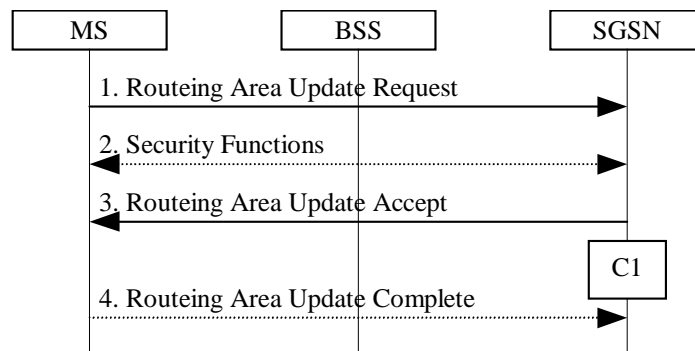 MS
BSS
SGSN
1. Routeing Area Update Request
2. Security Functions
3. Routeing Area Update Accept
C1
4. Routeing Area Update Complete